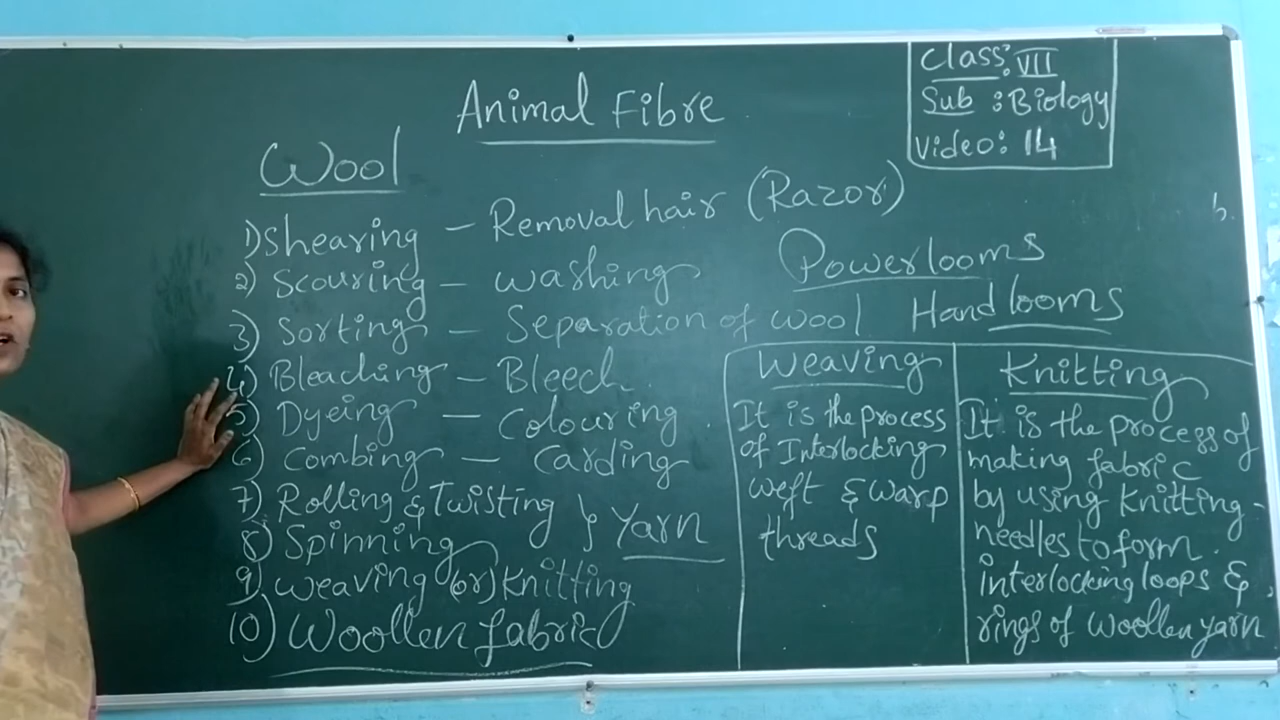 Class: VII
Sub : Biology
Video: 14
Animal Fibre
Wool
1) Shearing - Removal hair (Razor)
2) Scouring - washing
3) Sorting - Separation of wool
4) Bleaching - Bleech
5) Dyeing - Colouring
6) Combing - Carding
7) Rolling & Twisting } Yarn
8) Spinning
9) Weaving (or) Knitting
10) Woollen fabric
Powerlooms
Handlooms
Weaving
It is the process
of Interlocking
weft & warp
threads
Knitting
It is the process of
making fabric
by using Knitting-
needles to form
interlocking loops &
rings of woollen yarn